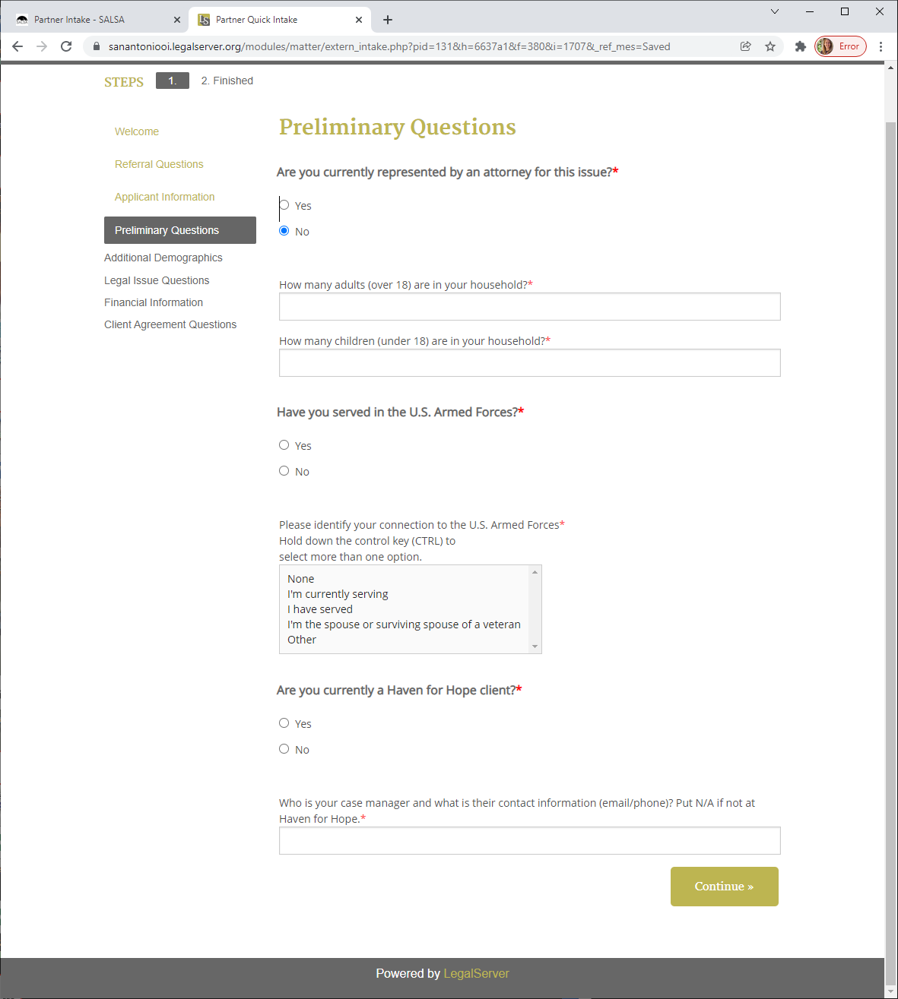 Partner Intake - SALSA
Partner Quick Intake
sanantoniooi.legalserver.org/modules/matter/extern_intake.php?pid=131&h=6637a1&f=380&i=1707&_ref_mes=Saved
Error
STEPS 1. 2. Finished
Welcome
Referral Questions
Applicant Information
Preliminary Questions
Additional Demographics
Legal Issue Questions
Financial Information
Client Agreement Questions
Preliminary Questions
Are you currently represented by an attorney for this issue?*
Yes
No
How many adults (over 18) are in your household?*
How many children (under 18) are in your household?*
Have you served in the U.S. Armed Forces?*
Yes
No
Please identify your connection to the U.S. Armed Forces*
Hold down the control key (CTRL) to
select more than one option.
None
I'm currently serving
I have served
I'm the spouse or surviving spouse of a veteran
Other
Are you currently a Haven for Hope client?*
Yes
No
Who is your case manager and what is their contact information (email/phone)? Put N/A if not at
Haven for Hope.*
Continue »
Powered by LegalServer